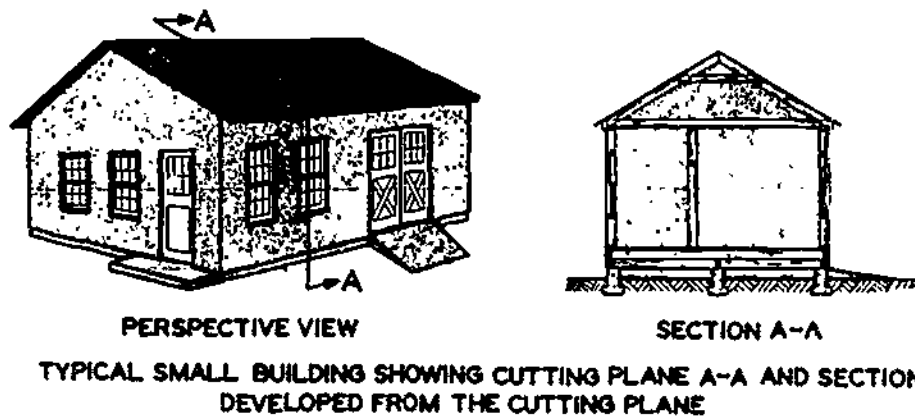 A
A
PERSPECTIVE VIEW
SECTION A-A
TYPICAL SMALL BUILDING SHOWING CUTTING PLANE A-A AND SECTION
DEVELOPED FROM THE CUTTING PLANE